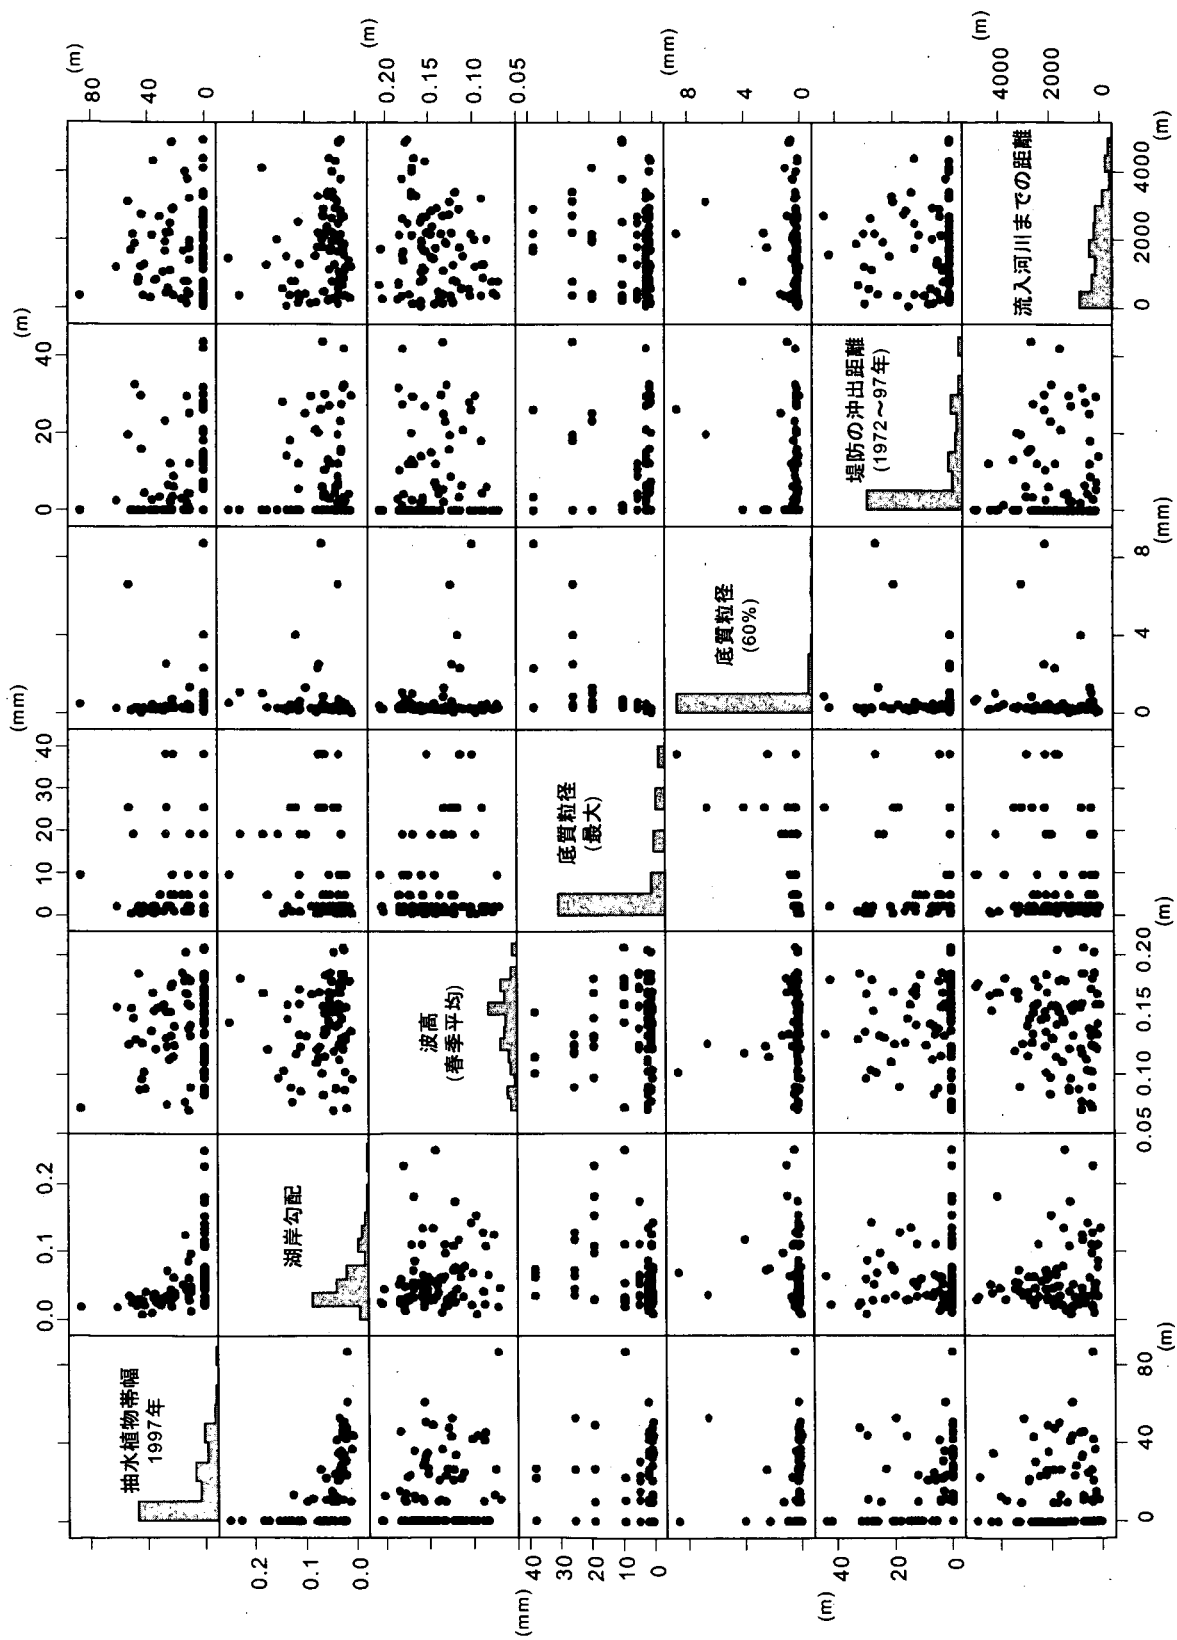 抽水植物帯幅
1997年
湖岸勾配
波高
(春季平均)
底質粒径
(最大)
底質粒径
(60%)
堤防の沖出距離
(1972〜97年)
流入河川までの距離
0.0 0.1 0.2
0 10 20 30 40 (mm)
0 20 40 (m)
80 (m)
40
0
0.20 (m)
0.15
0.10
0.05
8 (mm)
4
0
4000 (m)
2000
0
0.2
0.1
0.0
(mm) 40
30
20
10
0
(m) 40
20
0
0 40 80 (m)
0.05 0.10 0.15 0.20 (m)
0 4 8 (mm)
0 2000 4000 (m)